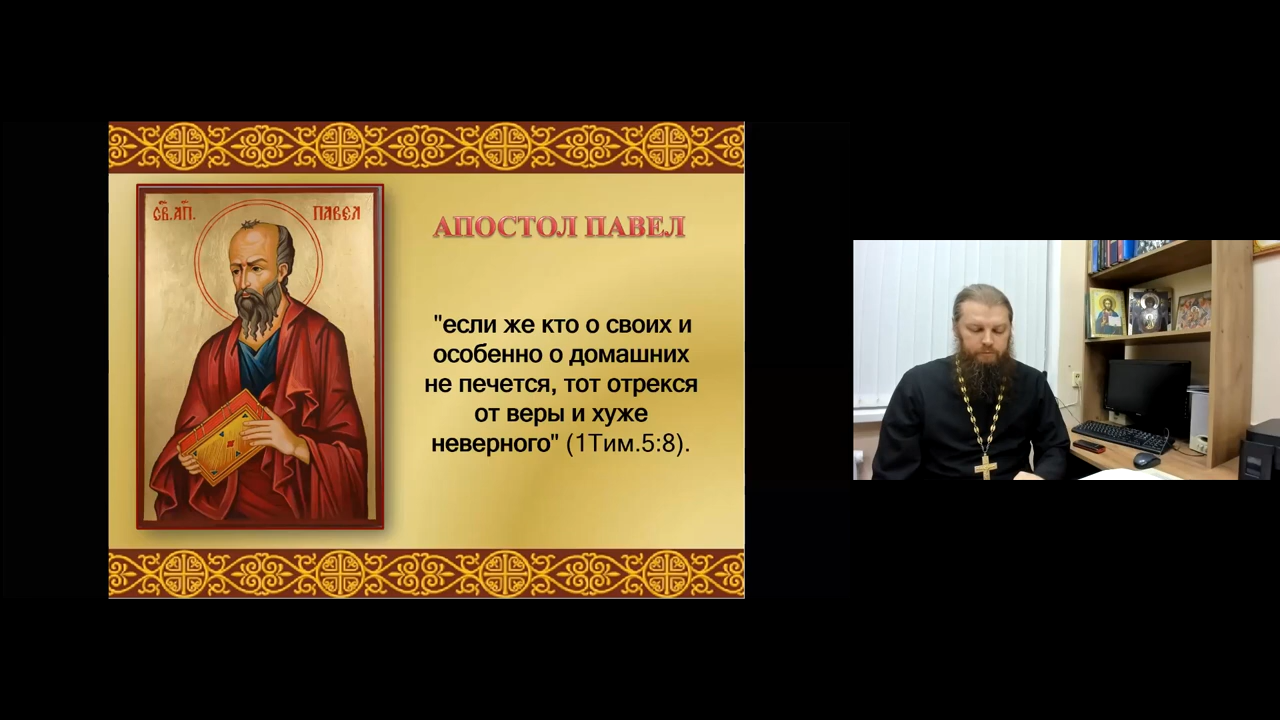 СВ. АП. ПАВЕЛ
АПОСТОЛ ПАВЕЛ
"если же кто о своих и
особенно о домашних
не печется, тот отрекся
от веры и хуже
неверного" (1Тим.5:8).